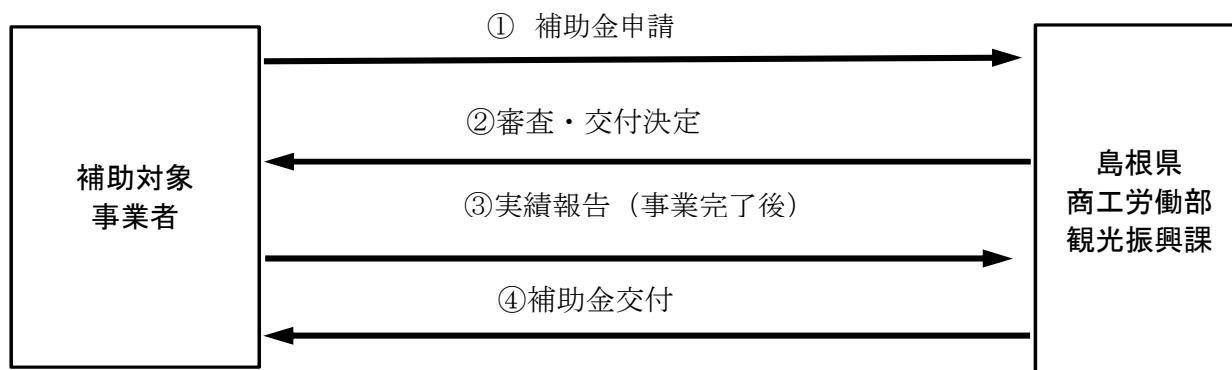 ① 補助金申請
②審査・交付決定
補助対象
事業者
島根県
商工労働部
観光振興課
③実績報告（事業完了後）
④補助金交付